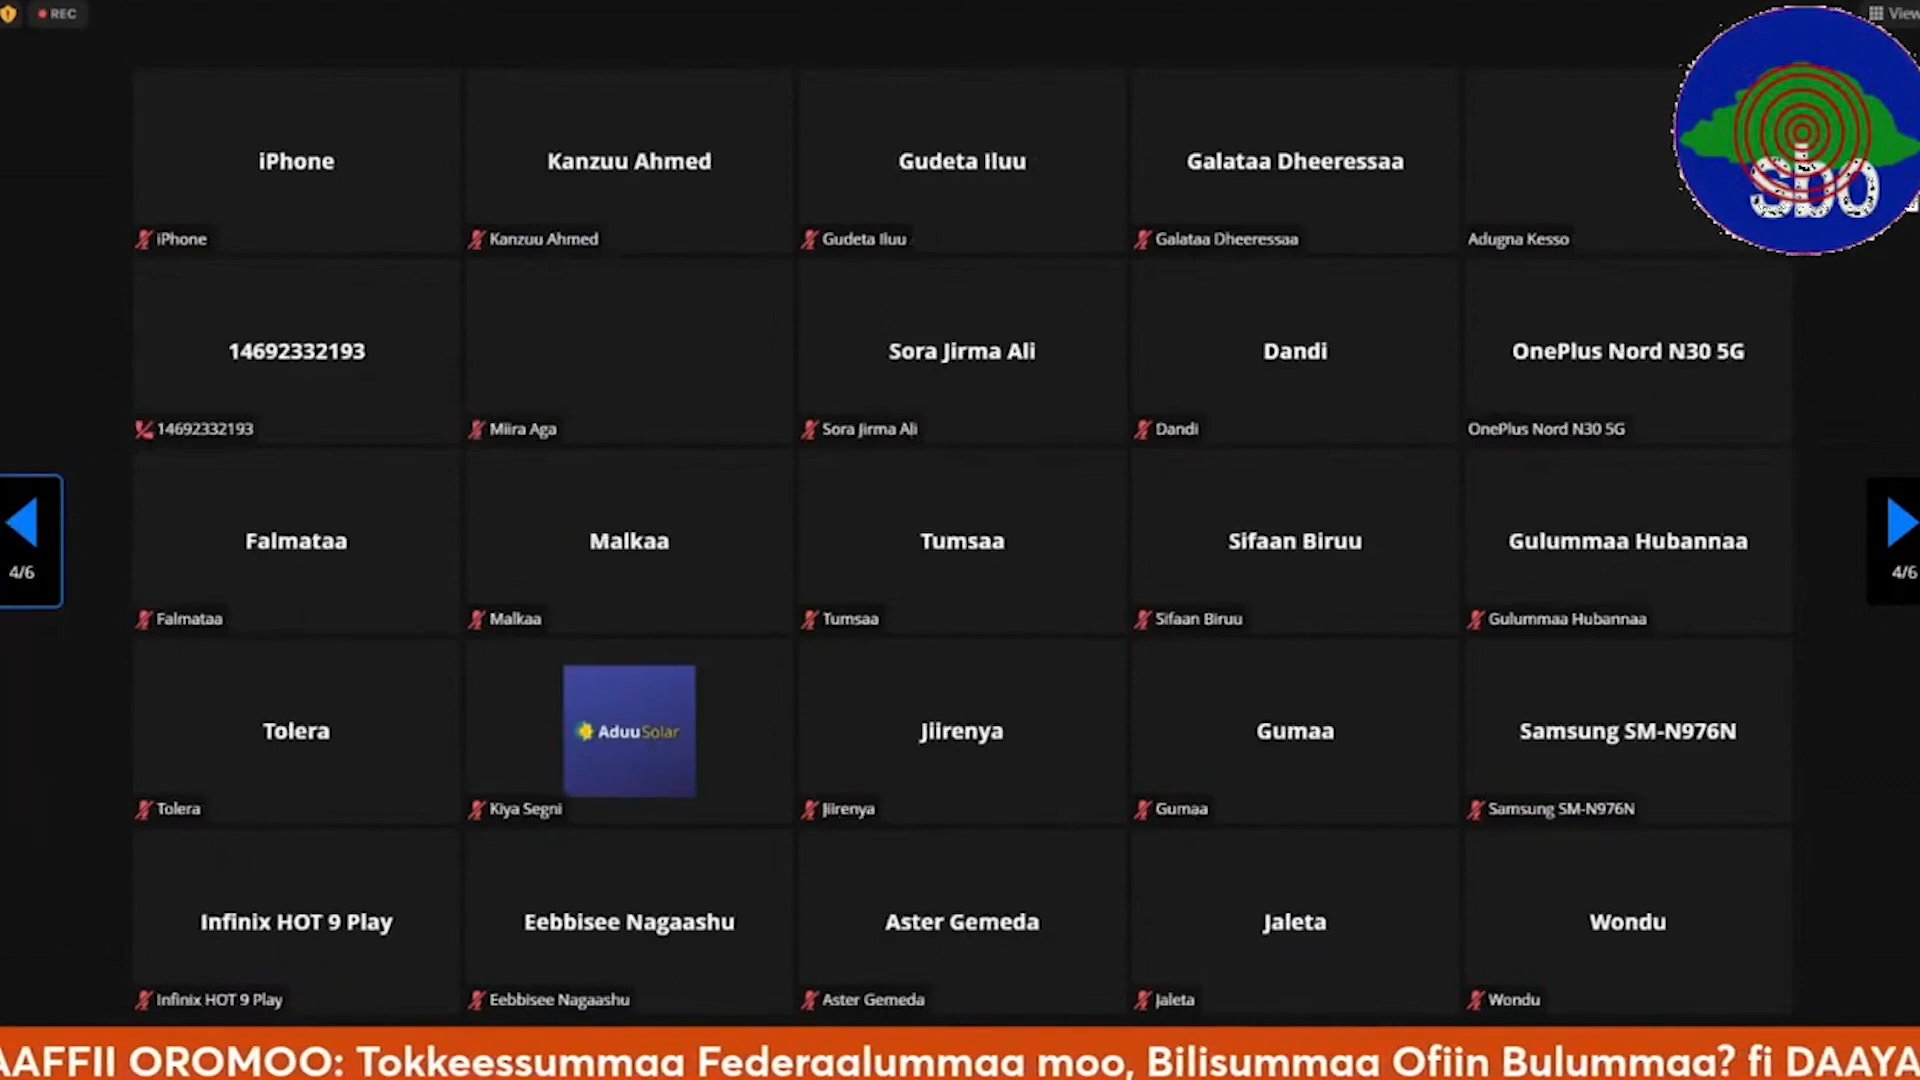 REC
View
iPhone
Kanzuu Ahmed
Gudeta Iluu
Galataa Dheeressaa
sbo
iPhone
Kanzuu Ahmed
Gudeta Iluu
Galataa Dheeressaa
Adugna Kesso
14692332193
Sora Jirma Ali
Dandi
OnePlus Nord N30 5G
14692332193
Miira Aga
Sora Jirma Ali
Dandi
OnePlus Nord N30 5G
Falmataa
Malkaa
Tumsaa
Sifaan Biruu
Gulummaa Hubannaa
4/6
4/6
Falmataa
Malkaa
Tumsaa
Sifaan Biruu
Gulummaa Hubannaa
Tolera
AduuSolar
Jiirenya
Gumaa
Samsung SM-N976N
Tolera
Kiya Segni
Jiirenya
Gumaa
Samsung SM-N976N
Infinix HOT 9 Play
Eebbisee Nagaashu
Aster Gemeda
Jaleta
Wondu
Infinix HOT 9 Play
Eebbisee Nagaashu
Aster Gemeda
Jaleta
Wondu
AAFFII OROMOO: Tokkeessummaa Federaalummaa moo, Bilisummaa Ofiin Bulummaa? fi DAAYA